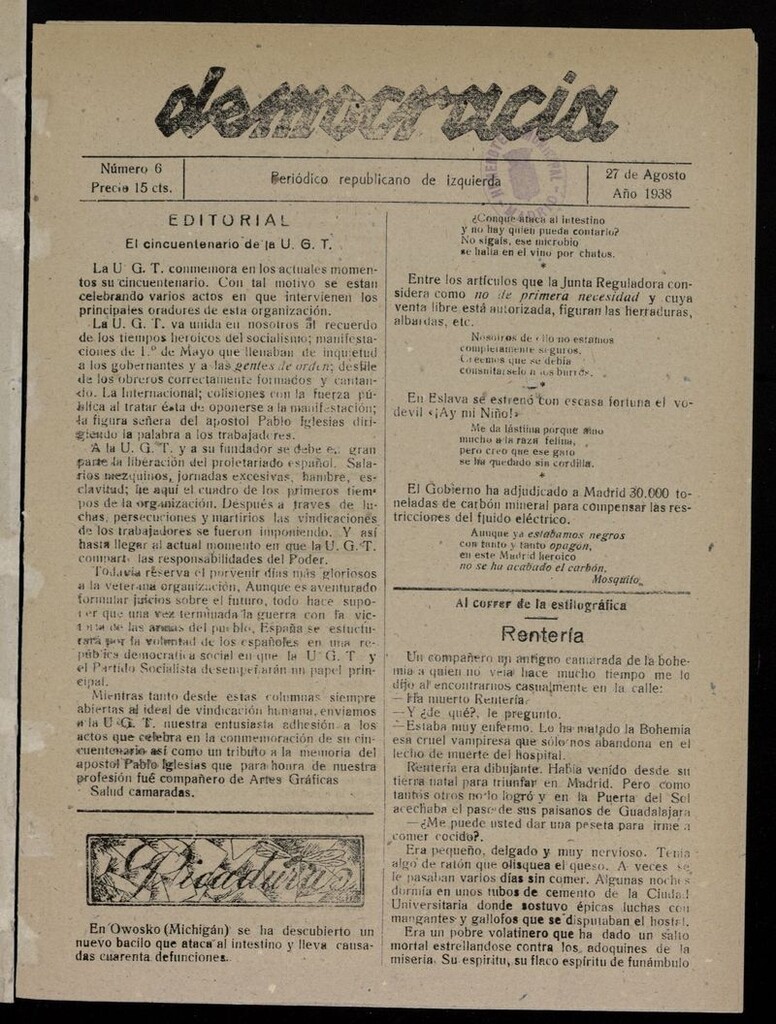 democracia
Número 6
Precio 15 cts.
Periódico republicano de izquierda
27 de Agosto
Año 1938
EDITORIAL
El cincuentenario de la U. G. T.
La U G. T. conmemora en los actuales momen-
tos su cincuentenario. Con tal motivo se estan
celebrando varios actos en que intervienen los
principales oradores de esta organización.
La U. G. T. va unida en nosotros al recuerdo
de los tiempos heroicos del socialismo; manifesta-
ciones de 1.º de Mayo que llenaban de inquietud
a los gobernantes y a las gentes de orden; desfile
de los obreros correctamente formados y cantan-
do. La Internacional; colisiones con la fuerza pú-
blica al tratar ésta de oponerse a la manifestación;
la figura señera del apostol Pablo Iglesias diri-
giendo la palabra a los trabajadores.
A la U. G. T. y a su fundador se debe en gran
parte la liberación del proletariado español. Sala-
rios mezquinos, jornadas excesivas, hambre, es-
clavitud; he aquí el cuadro de los primeros tiem-
pos de la organización. Después a traves de lu-
chas, persecuciones y martirios las vindicaciones
de los trabajadores se fueron imponiendo. Y así
hasta llegar al actual momento en que la U. G. T.
comparte las responsabilidades del Poder.
Todavía reserva el porvenir días más gloriosos
a la veterana organización. Aunque es aventurado
formular juicios sobre el futuro, todo hace supo-
ner que una vez terminada la guerra con la vic-
toria de las armas del pueblo, España se estuctu-
rará por la voluntad de los españoles en una re-
pública democratica social en que la U G T y
el Partido Socialista desempeñarán un papel prin-
cipal.
Mientras tanto desde estas columnas siempre
abiertas al ideal de vindicación humana, enviamos
a la U G. T. nuestra entusiasta adhesión a los
actos que celebra en la conmemoración de su cin-
cuentenario así como un tributo a la memoria del
apostol Pablo Iglesias que para honra de nuestra
profesión fué compañero de Artes Gráficas
Salud camaradas.
Picaduras
En Owosko (Michigán) se ha descubierto un
nuevo bacilo que ataca al intestino y lleva causa-
das cuarenta defunciones.
¿Conque ataca al intestino
y no hay quien pueda contarlo?
No sigais, ese microbio
se halla en el vino por chatos.
*
Entre los artículos que la Junta Reguladora con-
sidera como no de primera necesidad y cuya
venta libre está autorizada, figuran las herraduras,
albardas, etc.
Nosotros de ello no estamos
completamente seguros.
Creemos que se debía
consultárselo a los burros.
*
En Eslava se estrenó con escasa fortuna el vo-
devil «¡Ay mi Niño!»
Me da lástima porque amo
mucho a la raza felina,
pero creo que ese gato
se ha quedado sin cordilla.
*
El Gobierno ha adjudicado a Madrid 30.000 to-
neladas de carbón mineral para compensar las res-
tricciones del fluido eléctrico.
Aunque ya estabamos negros
con tanto y tanto apagon,
en este Madrid heroico
no se ha acabado el carbón.
Mosquito.
Al correr de la estilográfica
Rentería
Un compañero un antiguo camarada de la bohe-
mia a quien no veia hace mucho tiempo me lo
dijo al encontrarnos casualmente en la calle:
—Ha muerto Rentería.
—Y ¿de qué?, le pregunto.
—Estaba muy enfermo. Lo ha matado la Bohemia
esa cruel vampiresa que sólo nos abandona en el
lecho de muerte del hospital.
Rentería era dibujante. Había venido desde su
tierra natal para triunfar en Madrid. Pero como
tantos otros no lo logró y en la Puerta del Sol
acechaba el paso de sus paisanos de Guadalajara
—¿Me puede usted dar una peseta para irme a
comer cocido?.
Era pequeño, delgado y muy nervioso. Tenia
algo de ratón que olisquea el queso. A veces se
le pasaban varios días sin comer. Algunas noches
dormia en unos tubos de cemento de la Ciudad
Universitaria donde sostuvo épicas luchas con
mangantes y gallofos que se disputaban el hostal.
Era un pobre volatinero que ha dado un salto
mortal estrellandose contra los adoquines de la
miseria. Su espiritu, su flaco espiritu de funámbulo